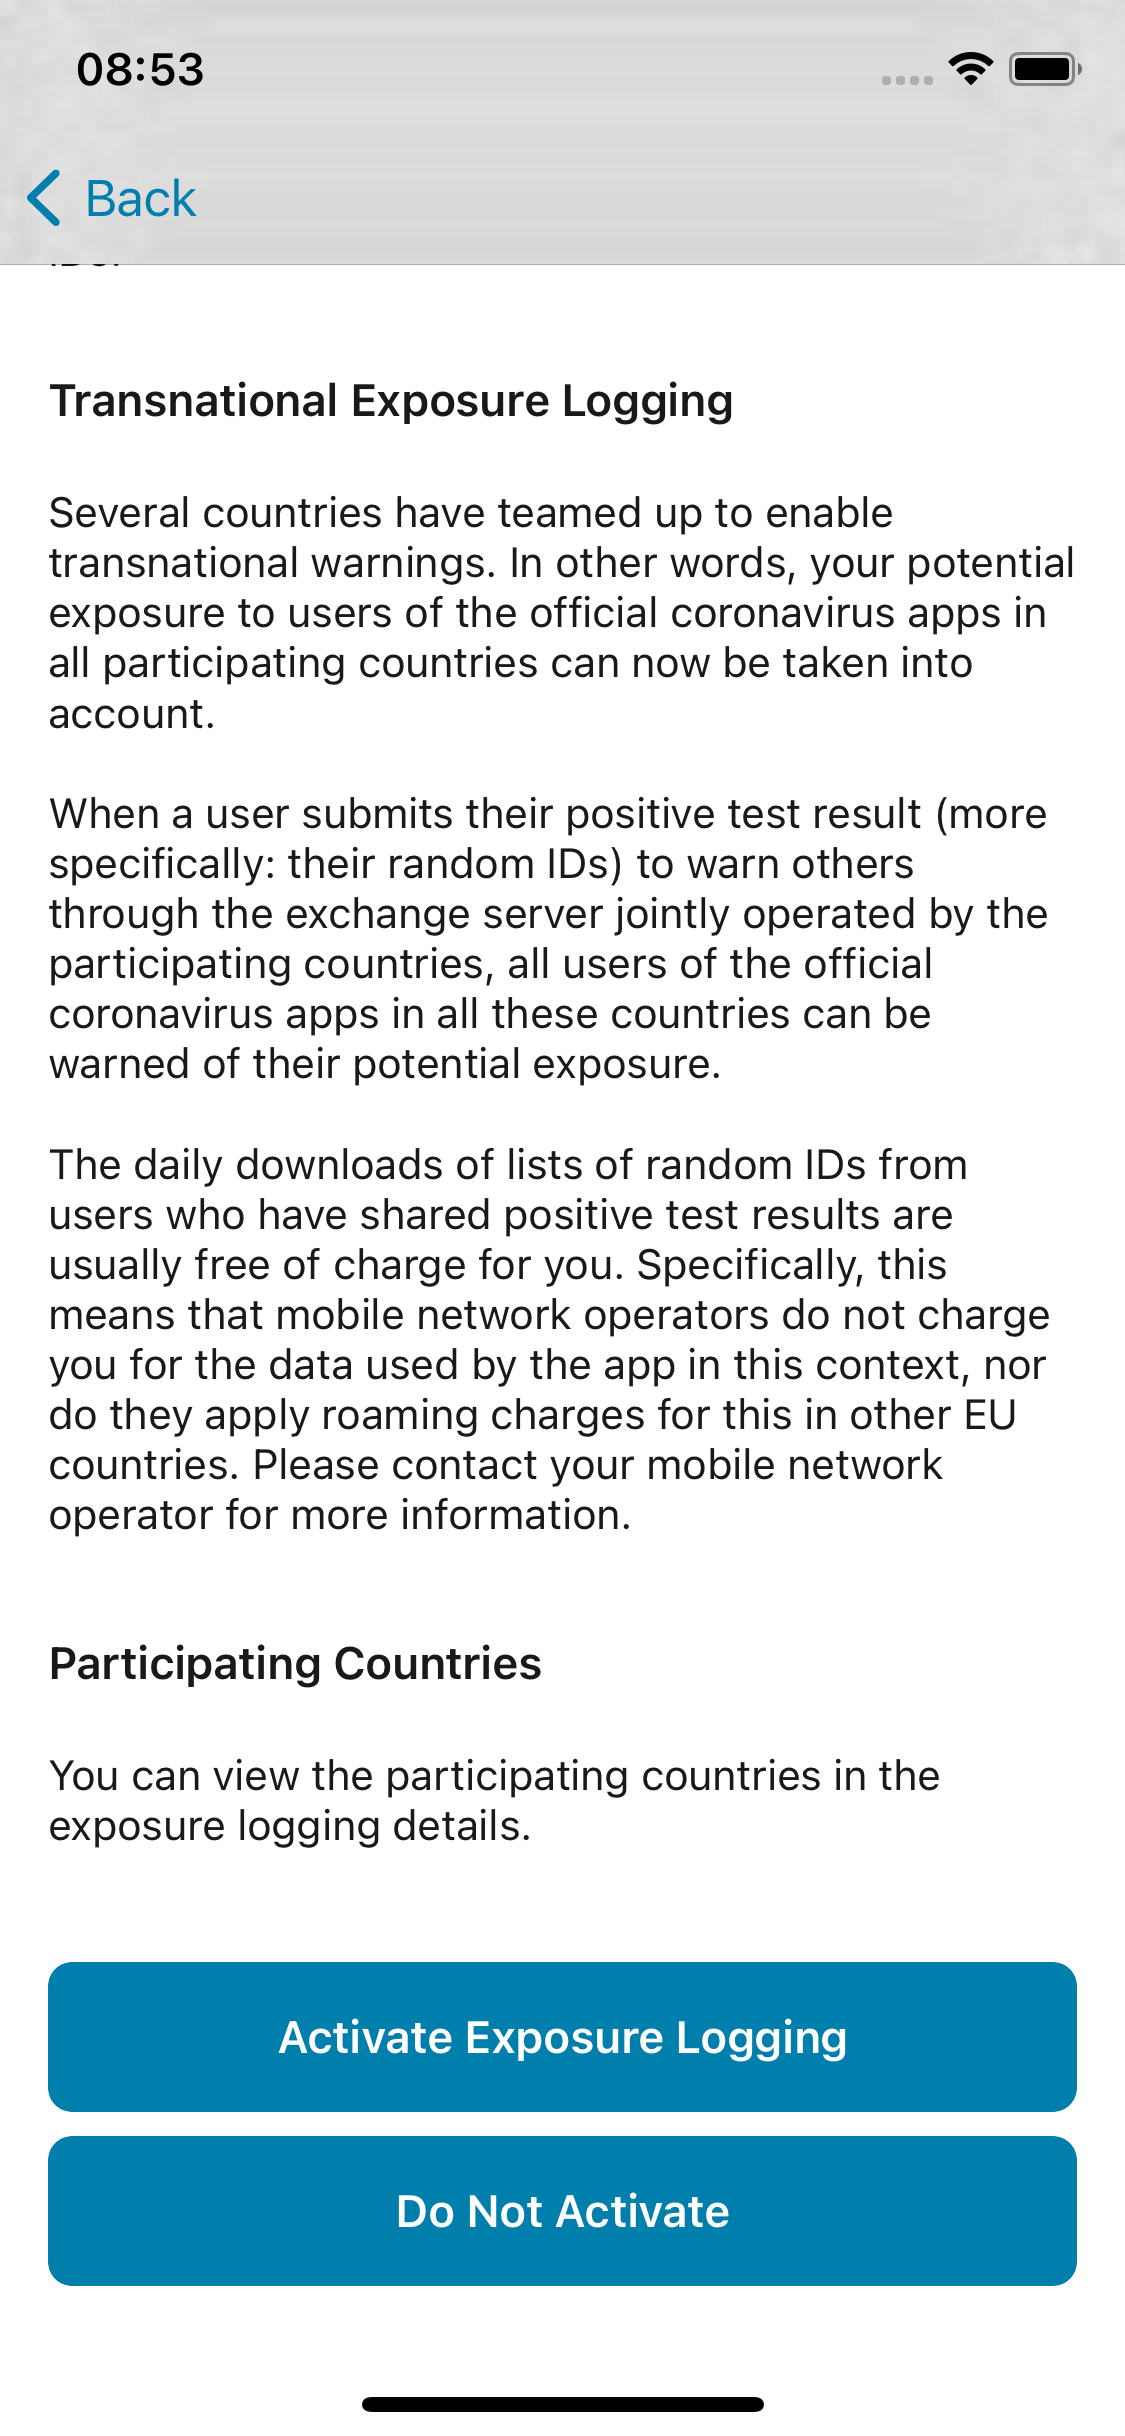 08:53
Back
Transnational Exposure Logging
Several countries have teamed up to enable
transnational warnings. In other words, your potential
exposure to users of the official coronavirus apps in
all participating countries can now be taken into
account.
When a user submits their positive test result (more
specifically: their random IDs) to warn others
through the exchange server jointly operated by the
participating countries, all users of the official
coronavirus apps in all these countries can be
warned of their potential exposure.
The daily downloads of lists of random IDs from
users who have shared positive test results are
usually free of charge for you. Specifically, this
means that mobile network operators do not charge
you for the data used by the app in this context, nor
do they apply roaming charges for this in other EU
countries. Please contact your mobile network
operator for more information.
Participating Countries
You can view the participating countries in the
exposure logging details.
Activate Exposure Logging
Do Not Activate